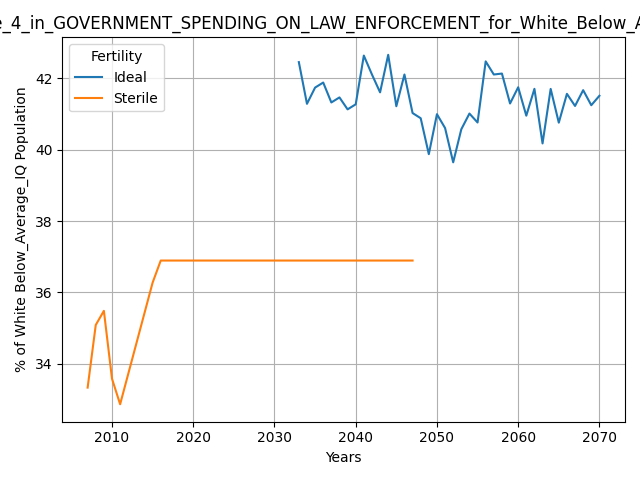 e_4_in_GOVERNMENT_SPENDING_ON_LAW_ENFORCEMENT_for_White_Below_A
Fertility
Ideal
Sterile
% of White Below_Average_IQ Population
42
40
38
36
34
2010 2020 2030 2040 2050 2060 2070
Years